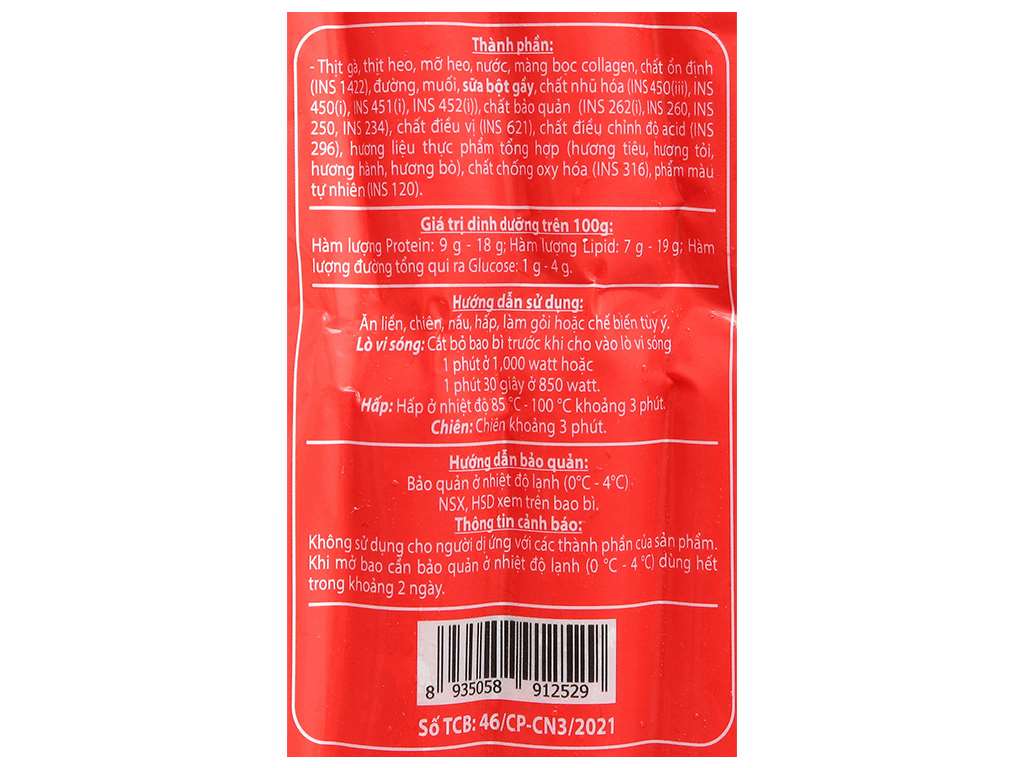 Thành phần:
- Thịt gà, thịt heo, mỡ heo, nước, màng bọc collagen, chất ổn định
(INS 1422), đường, muối, sữa bột gầy, chất nhũ hóa (INS 450(iii), INS
450(i), INS 451(i), INS 452(i)), chất bảo quản (INS 262(i), INS 260, INS
250, INS 234), chất điều vị (INS 621), chất điều chỉnh độ acid (INS
296), hương liệu thực phẩm tổng hợp (hương tiêu, hương tỏi,
hương hành, hương bò), chất chống oxy hóa (INS 316), phẩm màu
tự nhiên (INS 120).
Giá trị dinh dưỡng trên 100g:
Hàm lượng Protein: 9 g - 18 g; Hàm lượng Lipid: 7 g - 19 g; Hàm
lượng đường tổng qui ra Glucose: 1 g - 4 g.
Hướng dẫn sử dụng:
Ăn liền, chiên, nấu, hấp, làm gỏi hoặc chế biến tùy ý.
Lò vi sóng: Cắt bỏ bao bì trước khi cho vào lò vi sóng
1 phút ở 1,000 watt hoặc
1 phút 30 giây ở 850 watt.
Hấp: Hấp ở nhiệt độ 85 °C - 100 °C khoảng 3 phút.
Chiên: Chiên khoảng 3 phút.
Hướng dẫn bảo quản:
Bảo quản ở nhiệt độ lạnh (0°C - 4°C)
NSX, HSD xem trên bao bì.
Thông tin cảnh báo:
Không sử dụng cho người dị ứng với các thành phần của sản phẩm.
Khi mở bao cần bảo quản ở nhiệt độ lạnh (0 °C - 4 °C) dùng hết
trong khoảng 2 ngày.
8 935058 912529
Số TCB: 46/CP-CN3/2021